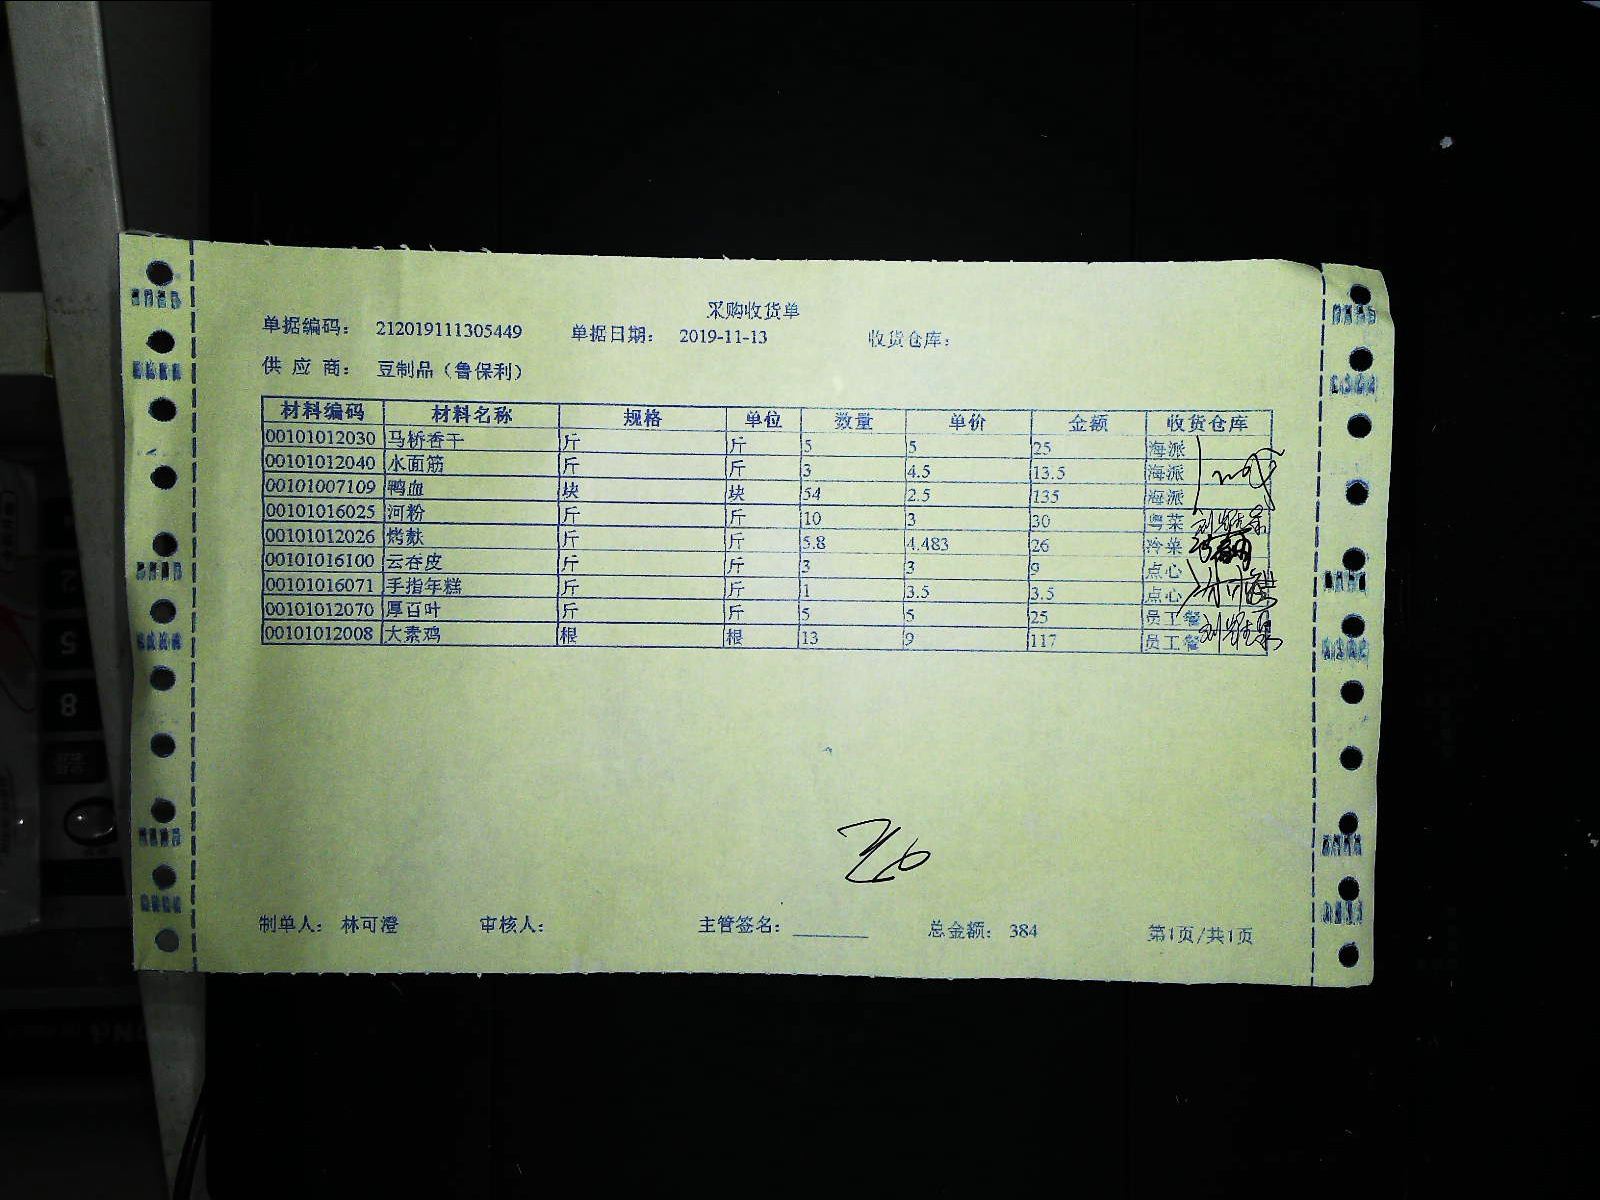 采购收货单
单据编码： 212019111305449 单据日期： 2019-11-13 收货仓库：
供 应 商： 豆制品（鲁保利）
材料编码 材料名称 规格 单位 数量 单价 金额 收货仓库
00101012030 马桥香干 斤 斤 5 5 25 海派
00101012040 水面筋 斤 斤 3 4.5 13.5 海派
00101007109 鸭血 块 块 54 2.5 135 海派
00101016025 河粉 斤 斤 10 3 30 粤菜
00101012026 烤麸 斤 斤 5.8 4.483 26 冷菜
00101016100 云吞皮 斤 斤 3 3 9 点心
00101016071 手指年糕 斤 斤 1 3.5 3.5 点心
00101012070 厚百叶 斤 斤 5 5 25 员工餐
00101012008 大素鸡 根 根 13 9 117 员工餐
制单人： 林可澄 审核人： 主管签名： 总金额： 384 第1页/共1页